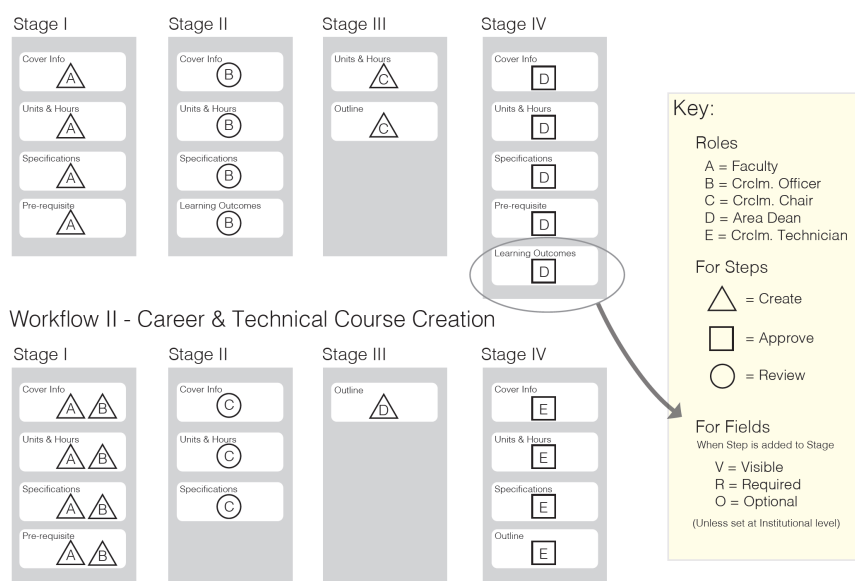 Stage I
Stage II
Stage III
Stage IV
Cover Info
A
Units & Hours
A
Specifications
A
Pre-requisite
A
Cover Info
B
Units & Hours
B
Specifications
B
Learning Outcomes
B
Units & Hours
C
Outline
C
Cover Info
D
Units & Hours
D
Specifications
D
Pre-requisite
D
Learning Outcomes
D
Workflow II - Career & Technical Course Creation
Stage I
Stage II
Stage III
Stage IV
Cover Info
A B
Units & Hours
A B
Specifications
A B
Pre-requisite
A B
Cover Info
C
Units & Hours
C
Specifications
C
Outline
D
Cover Info
E
Units & Hours
E
Specifications
E
Outline
E
Key:
Roles
A = Faculty
B = Crclm. Officer
C = Crclm. Chair
D = Area Dean
E = Crclm. Technician
For Steps
= Create
= Approve
= Review
For Fields
When Step is added to Stage
V = Visible
R = Required
O = Optional
(Unless set at Institutional level)